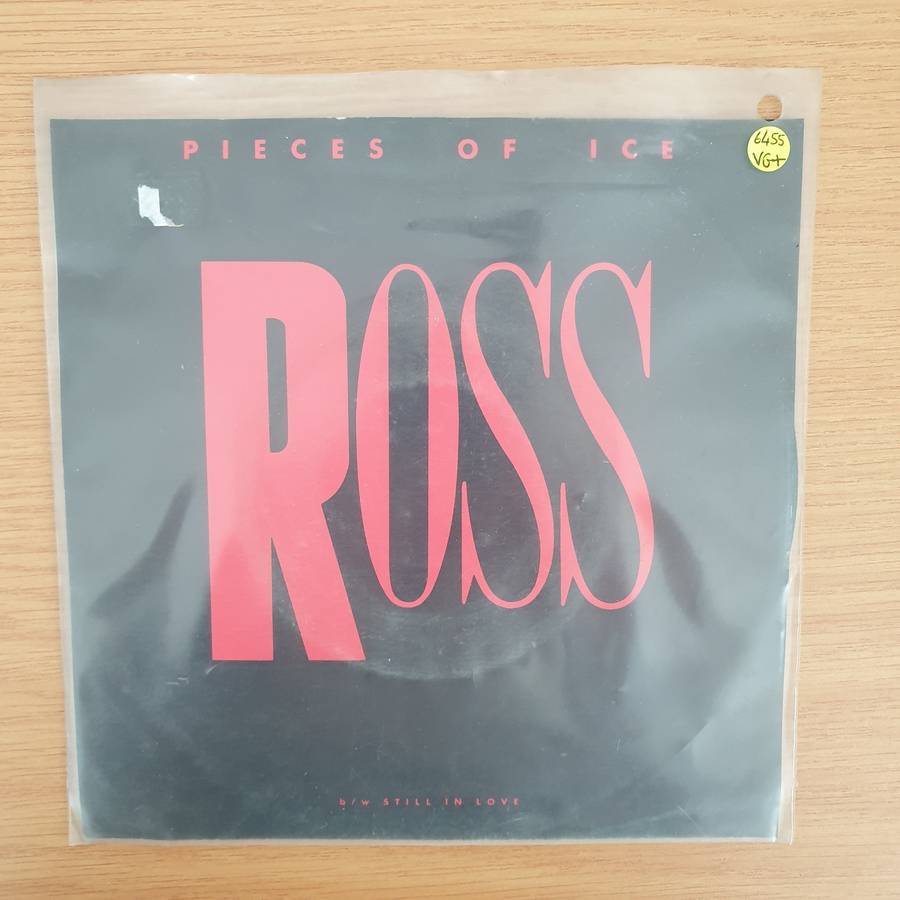 PIECES OF ICE
6455
VG+
ROSS
b/w STILL IN LOVE